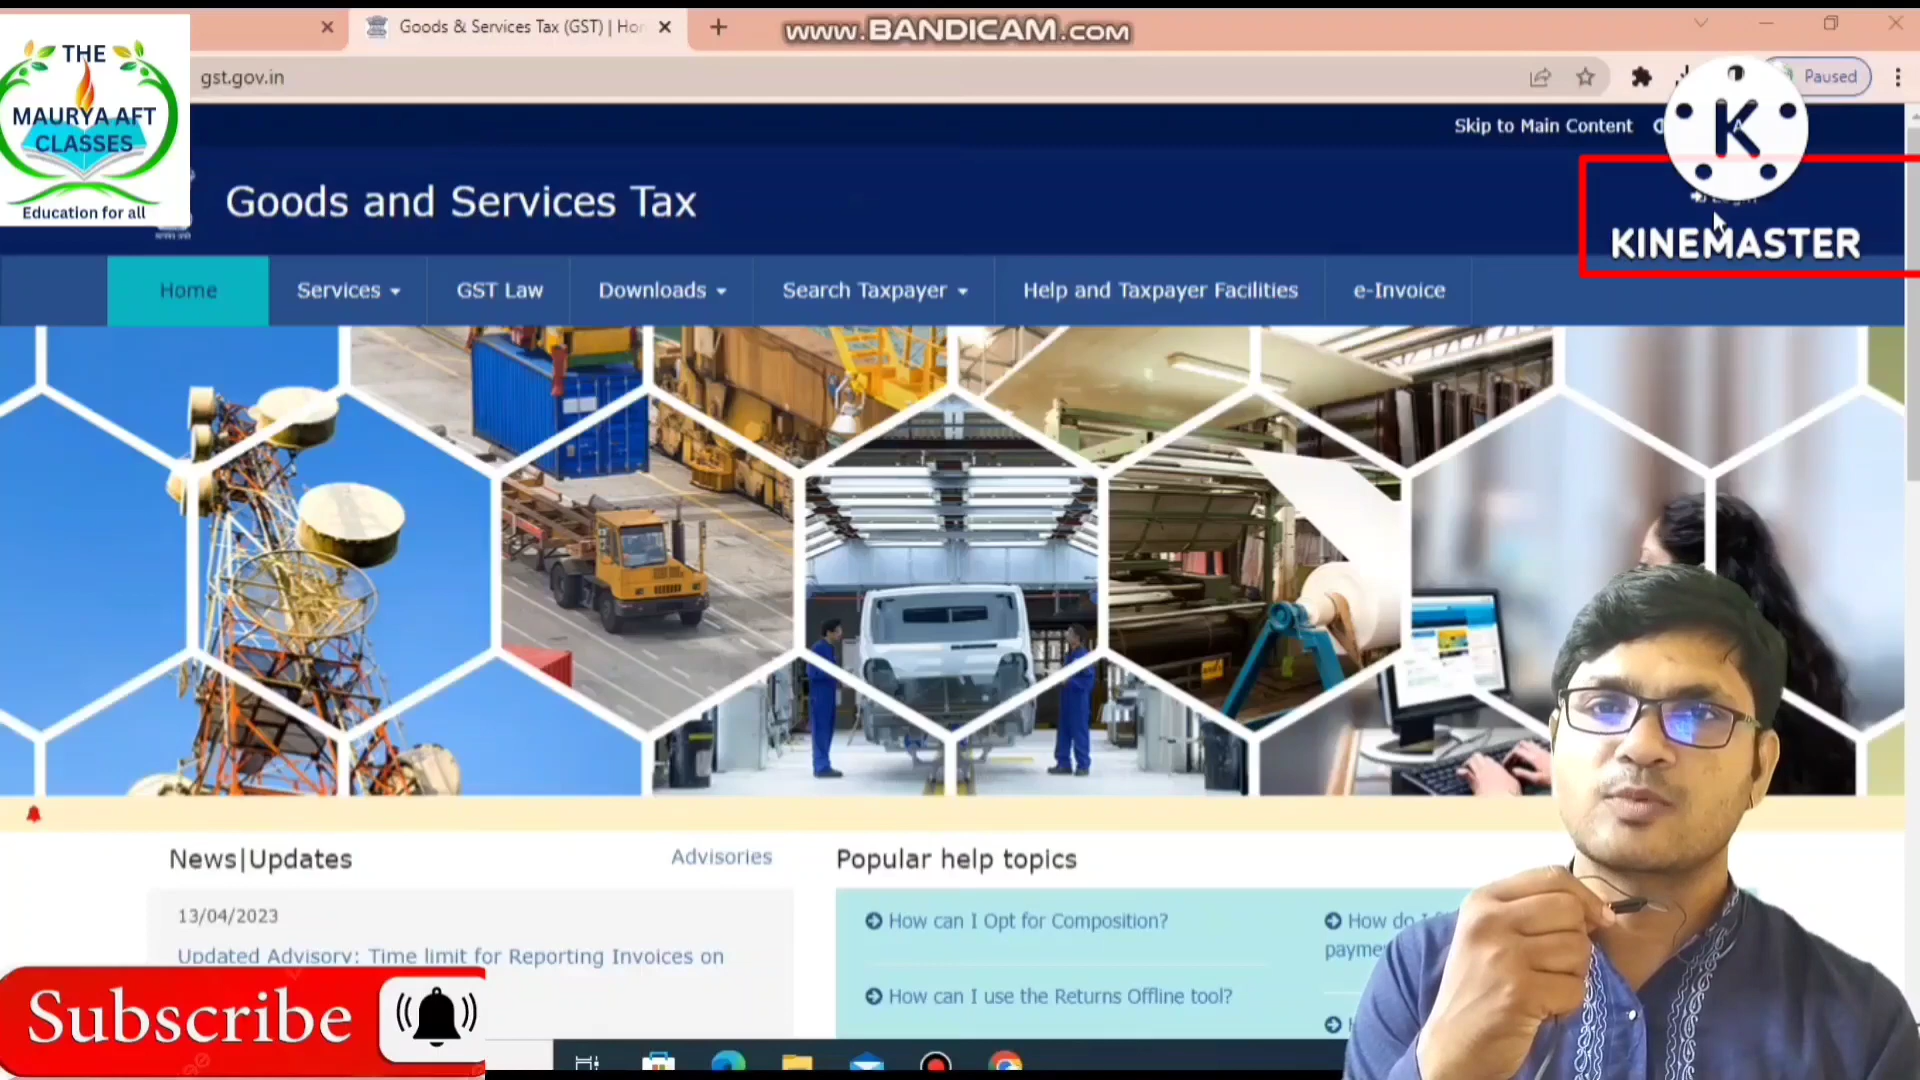 Goods & Services Tax (GST) | Hor
www.BANDICAM.com
THE
MAURYA AFT
CLASSES
Education for all
gst.gov.in
Paused
Skip to Main Content
K
KINEMASTER
Goods and Services Tax
Home
Services
GST Law
Downloads
Search Taxpayer
Help and Taxpayer Facilities
e-Invoice
News|Updates
Advisories
13/04/2023
Updated Advisory: Time limit for Reporting Invoices on
Popular help topics
How can I Opt for Composition?
How can I use the Returns Offline tool?
How do I
payme
Subscribe